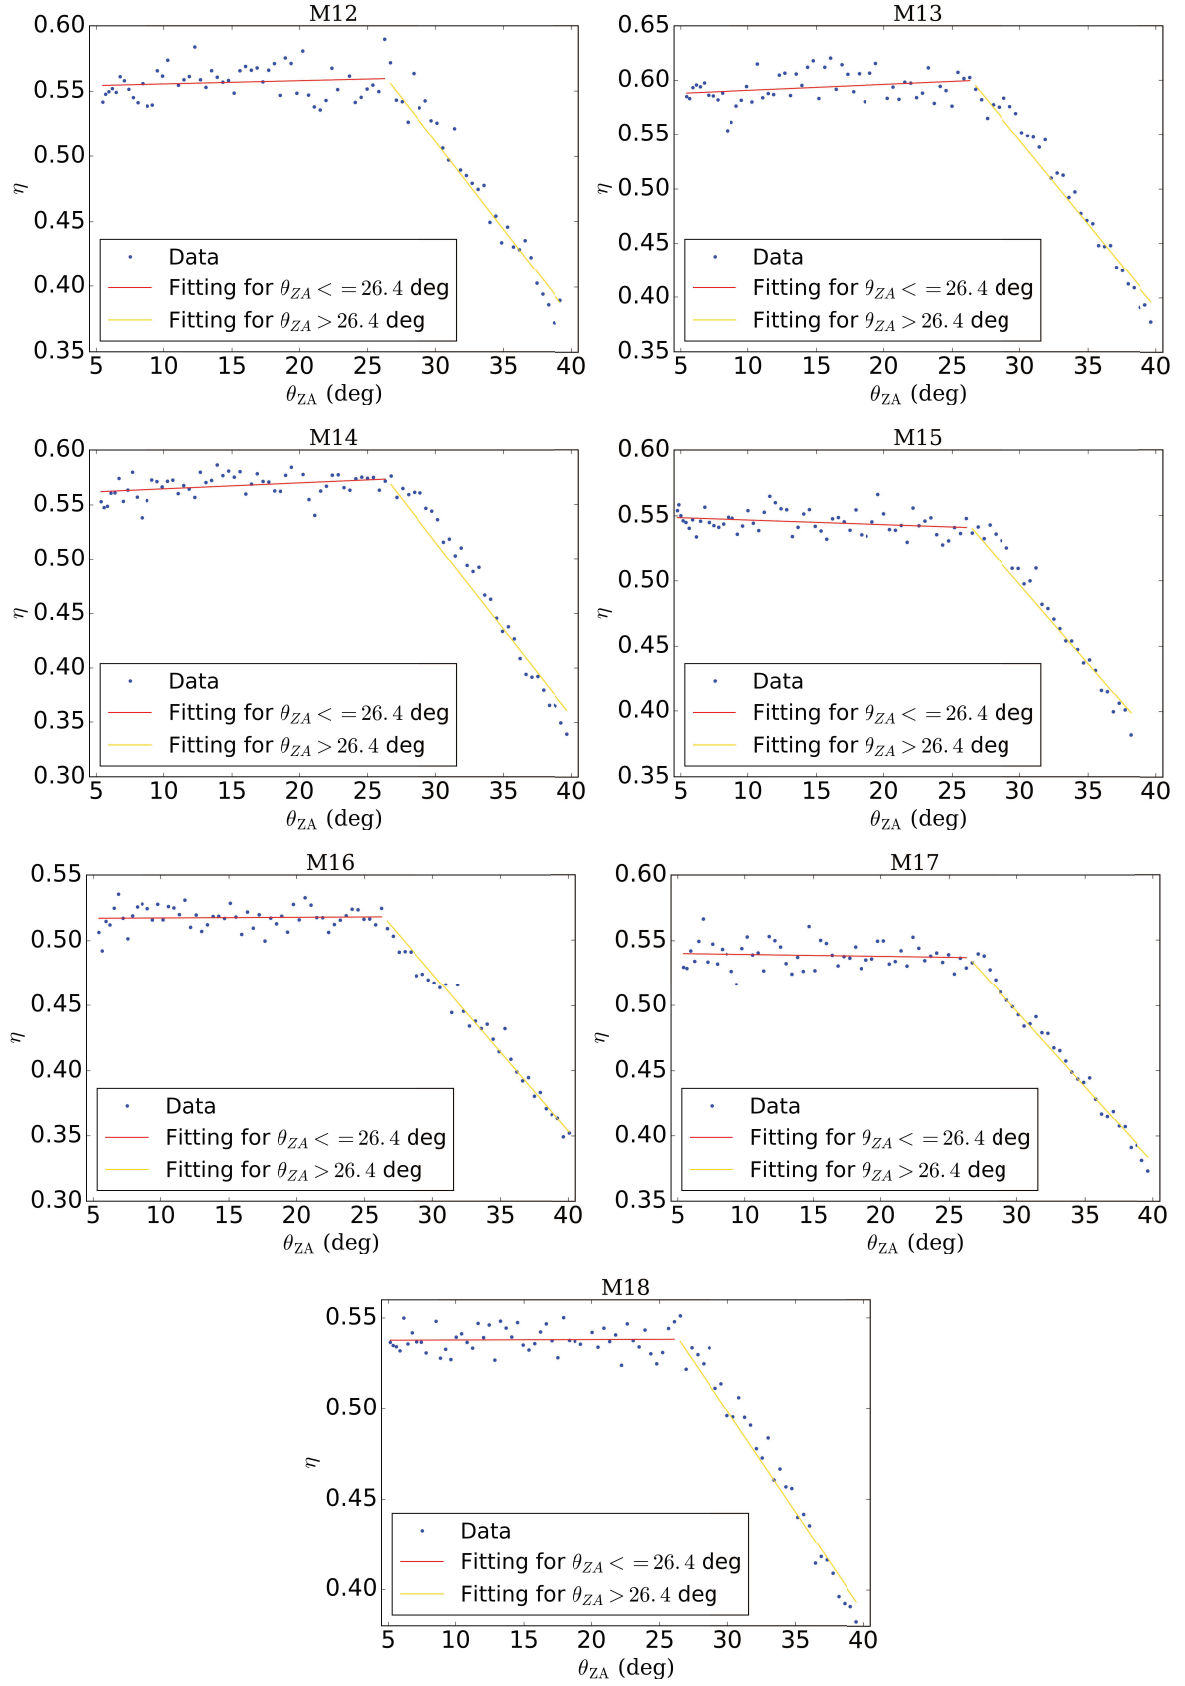 M12
0.60
0.55
0.50
0.45
0.40
0.35
η
Data
Fitting for θ_ZA <= 26.4 deg
Fitting for θ_ZA > 26.4 deg
5 10 15 20 25 30 35 40
θ_ZA (deg)
M13
0.65
0.60
0.55
0.50
0.45
0.40
0.35
η
Data
Fitting for θ_ZA <= 26.4 deg
Fitting for θ_ZA > 26.4 deg
5 10 15 20 25 30 35 40
θ_ZA (deg)
M14
0.60
0.55
0.50
0.45
0.40
0.35
0.30
η
Data
Fitting for θ_ZA <= 26.4 deg
Fitting for θ_ZA > 26.4 deg
5 10 15 20 25 30 35 40
θ_ZA (deg)
M15
0.60
0.55
0.50
0.45
0.40
0.35
η
Data
Fitting for θ_ZA <= 26.4 deg
Fitting for θ_ZA > 26.4 deg
5 10 15 20 25 30 35 40
θ_ZA (deg)
M16
0.55
0.50
0.45
0.40
0.35
0.30
η
Data
Fitting for θ_ZA <= 26.4 deg
Fitting for θ_ZA > 26.4 deg
5 10 15 20 25 30 35 40
θ_ZA (deg)
M17
0.60
0.55
0.50
0.45
0.40
0.35
η
Data
Fitting for θ_ZA <= 26.4 deg
Fitting for θ_ZA > 26.4 deg
5 10 15 20 25 30 35 40
θ_ZA (deg)
M18
0.55
0.50
0.45
0.40
η
Data
Fitting for θ_ZA <= 26.4 deg
Fitting for θ_ZA > 26.4 deg
5 10 15 20 25 30 35 40
θ_ZA (deg)